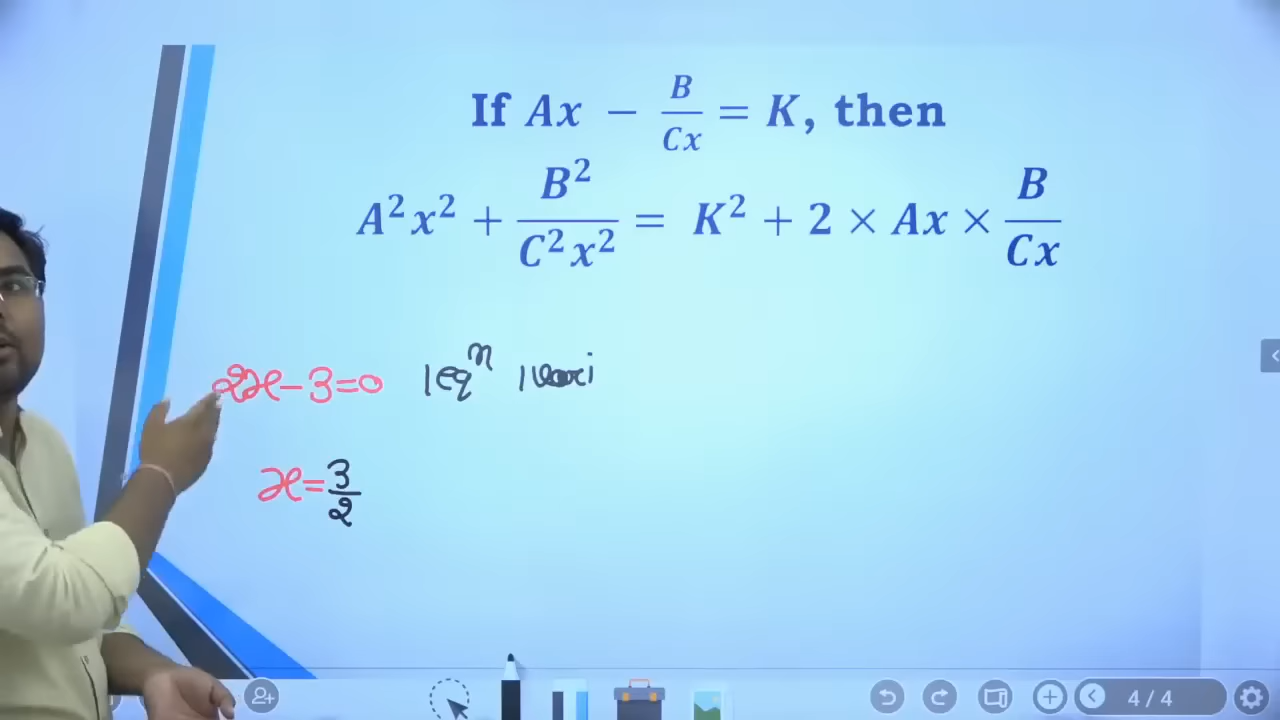 If Ax − B/Cx = K, then
A²x² + B²/C²x² = K² + 2 × Ax × B/Cx
2x−3=0 1eqⁿ 1vari
x=3/2
4 / 4